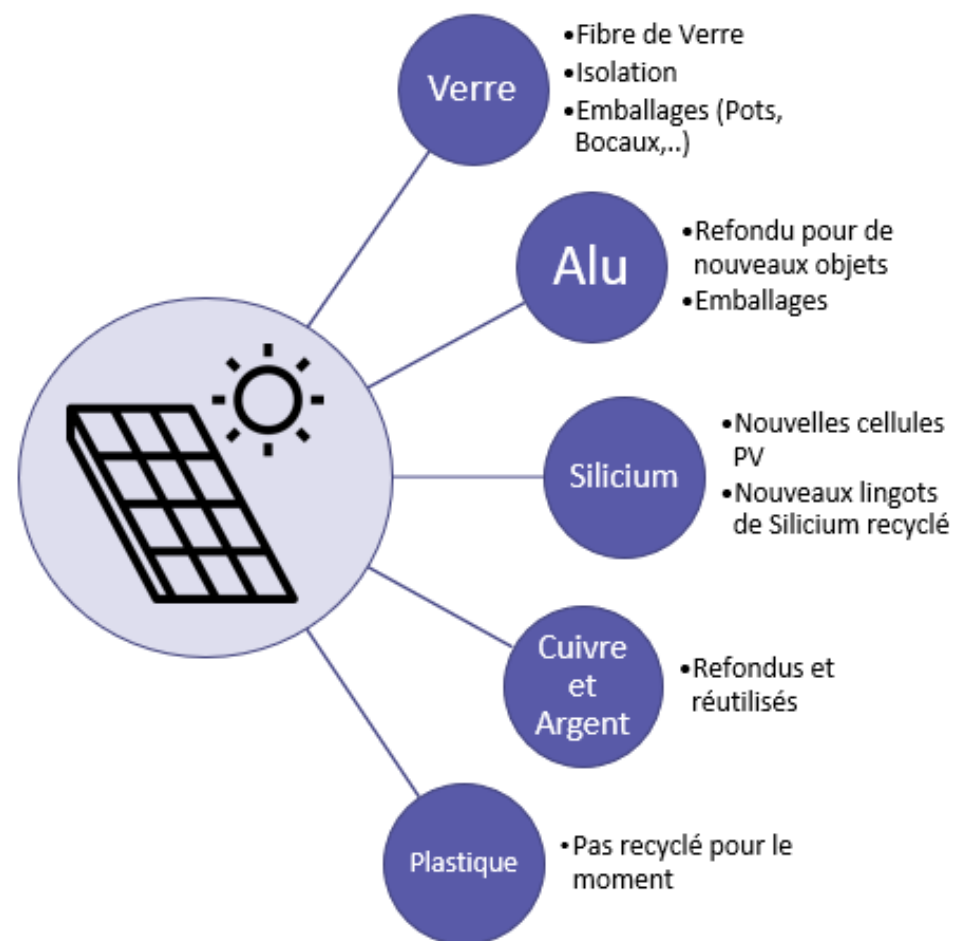 Verre
•Fibre de Verre
•Isolation
•Emballages (Pots,
Bocaux,..)
Alu
•Refondu pour de
nouveaux objets
•Emballages
Silicium
•Nouvelles cellules
PV
•Nouveaux lingots
de Silicium recyclé
Cuivre
et
Argent
•Refondus et
réutilisés
Plastique
•Pas recyclé pour le
moment